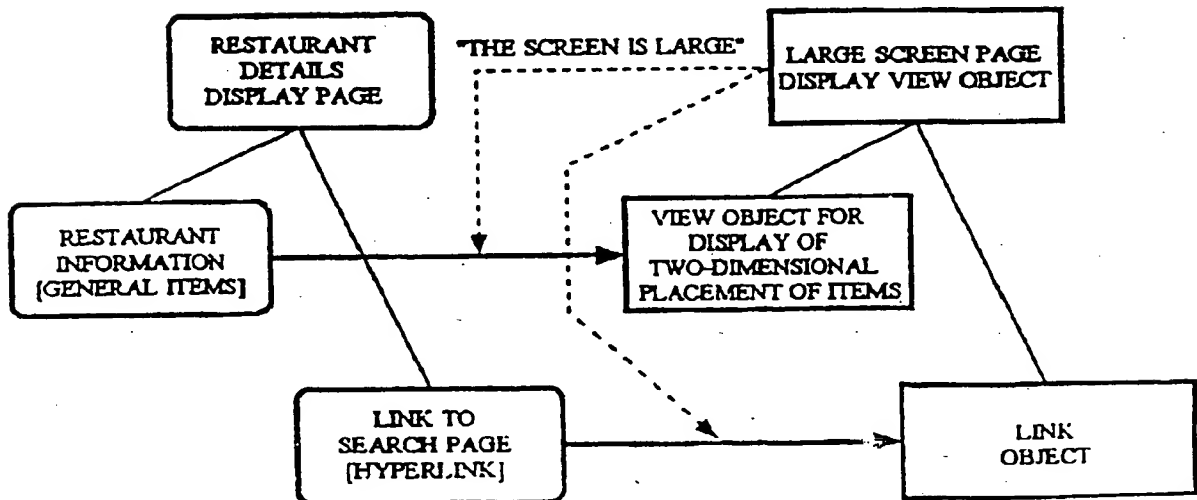 RESTAURANT
DETAILS
DISPLAY PAGE
"THE SCREEN IS LARGE"
LARGE SCREEN PAGE
DISPLAY VIEW OBJECT
RESTAURANT
INFORMATION
[GENERAL ITEMS]
VIEW OBJECT FOR
DISPLAY OF
TWO-DIMENSIONAL
PLACEMENT OF ITEMS
LINK TO
SEARCH PAGE
[HYPERLINK]
LINK
OBJECT